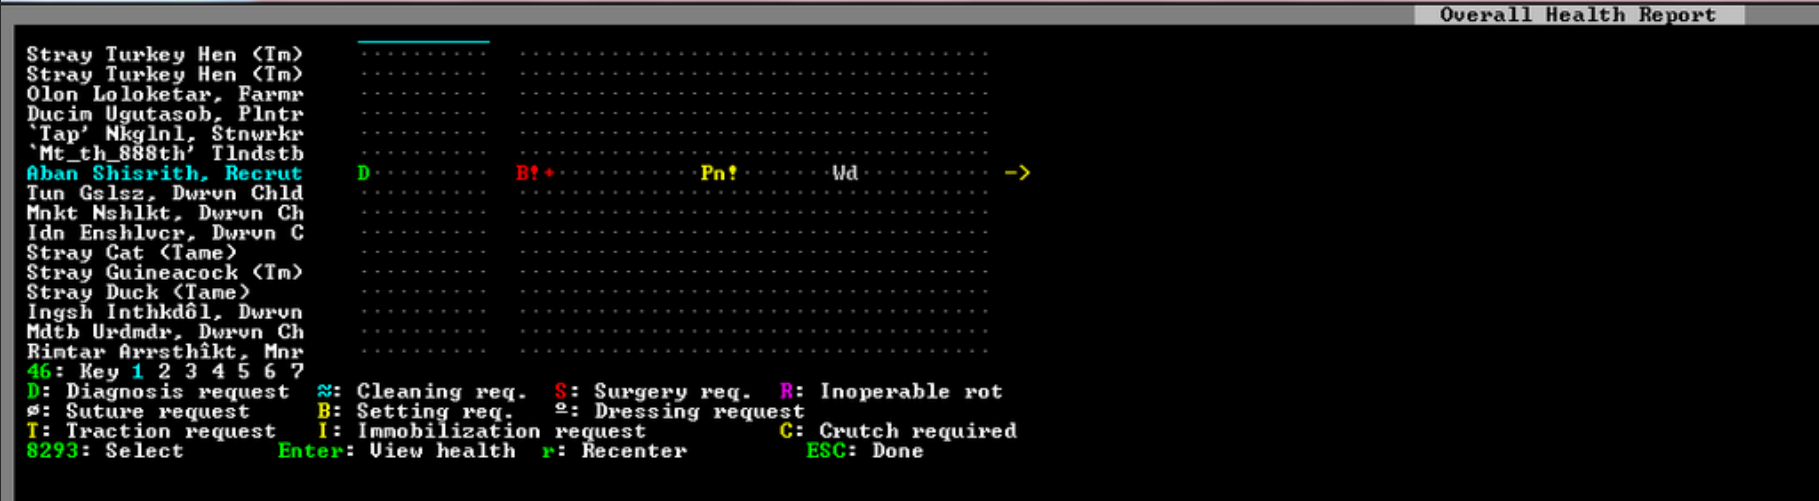 Overall Health Report
Stray Turkey Hen (Tm)
Stray Turkey Hen (Tm)
Olon Loloketar, Farmr
Ducim Ugutasob, Plntr
`Tap' Nkglnl, Stnwrkr
`Mt_th_888th' Tlndstb
Aban Shisrith, Recrut D B!+ Pn! Wd ->
Tun Gslsz, Dwrvn Chld
Mnkt Nshlkt, Dwrvn Ch
Idn Enshlvcr, Dwrvn C
Stray Cat (Tame)
Stray Guineacock (Tm)
Stray Duck (Tame)
Ingsh Inthkdôl, Dwrvn
Mdtb Urdmdr, Dwrvn Ch
Rimtar Arrsthîkt, Mnr
46: Key 1 2 3 4 5 6 7
D: Diagnosis request ≈: Cleaning req. S: Surgery req. R: Inoperable rot
ø: Suture request B: Setting req. º: Dressing request
T: Traction request I: Immobilization request C: Crutch required
8293: Select Enter: View health r: Recenter ESC: Done